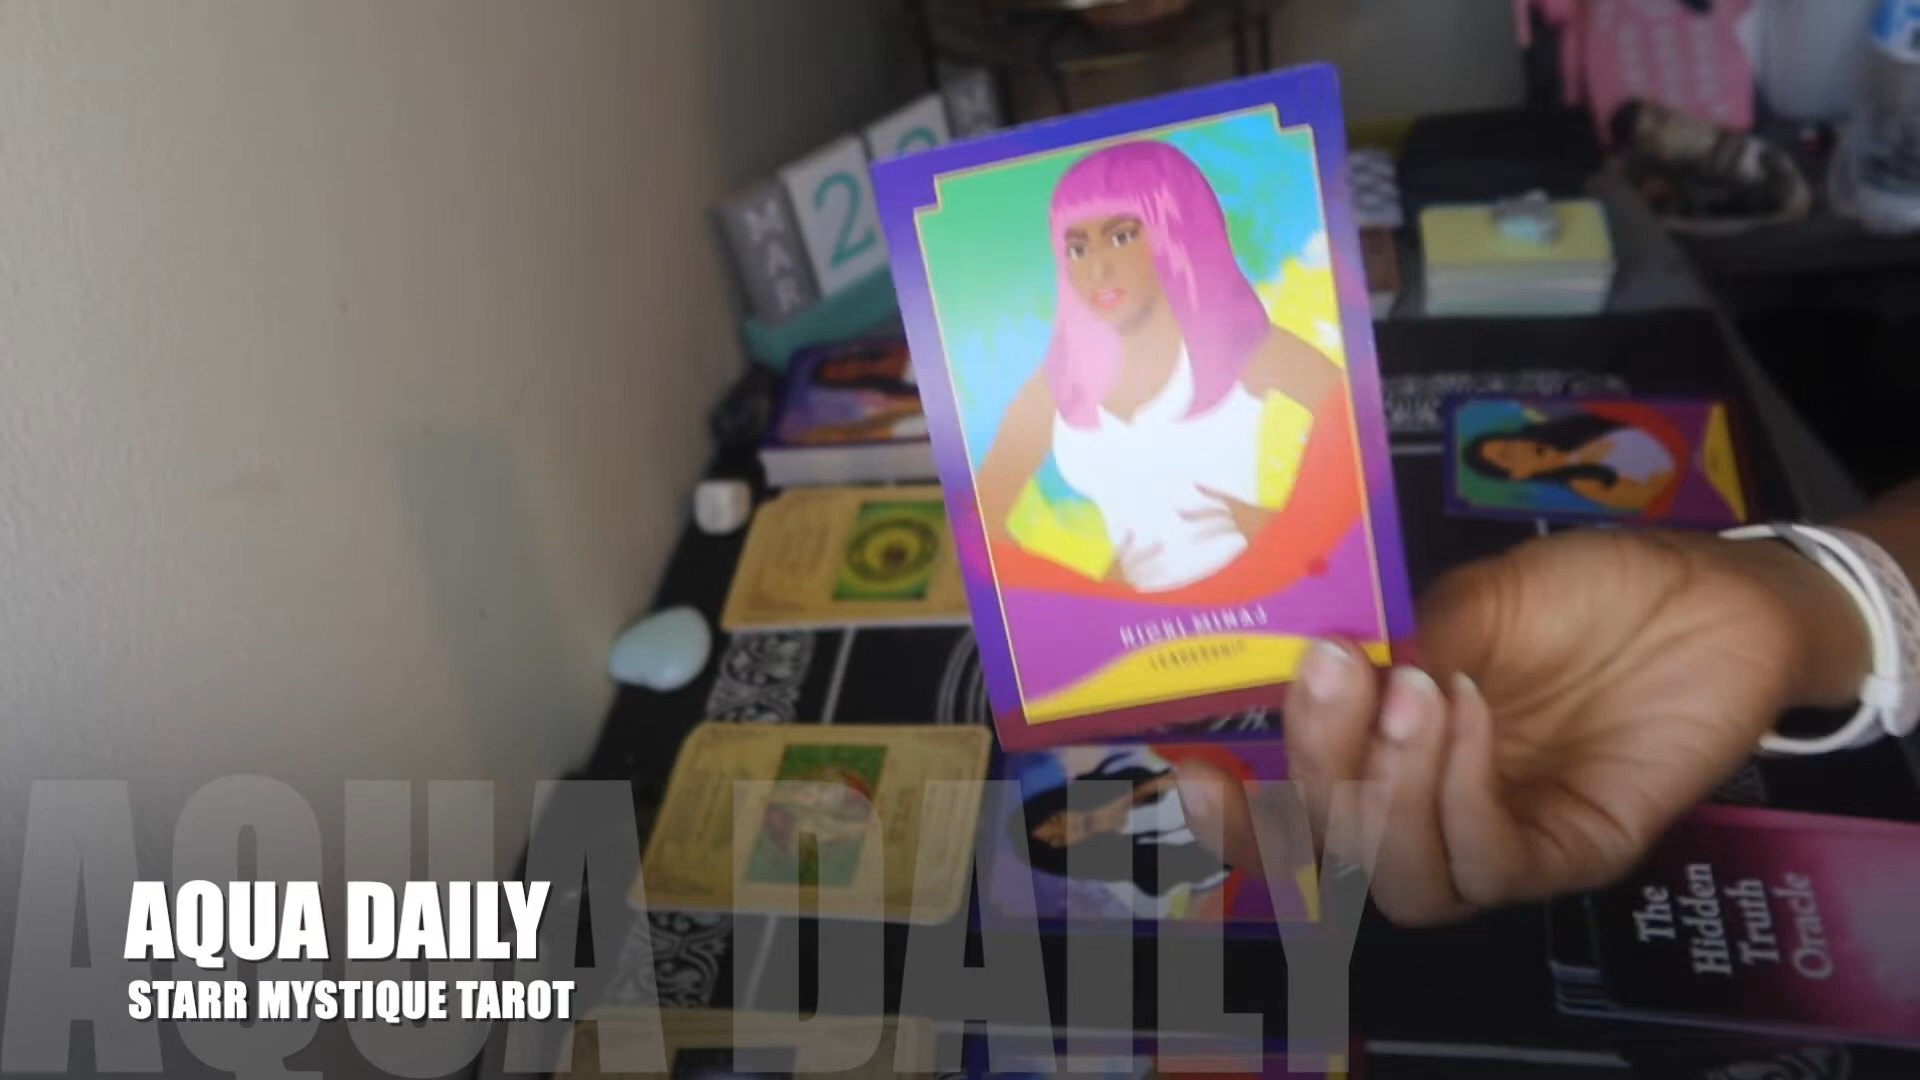 MAR
2
NICKI MINAJ
LEADERSHIP
The
Hidden
Truth
Oracle
AQUA DAILY
AQUA DAILY
STARR MYSTIQUE TAROT